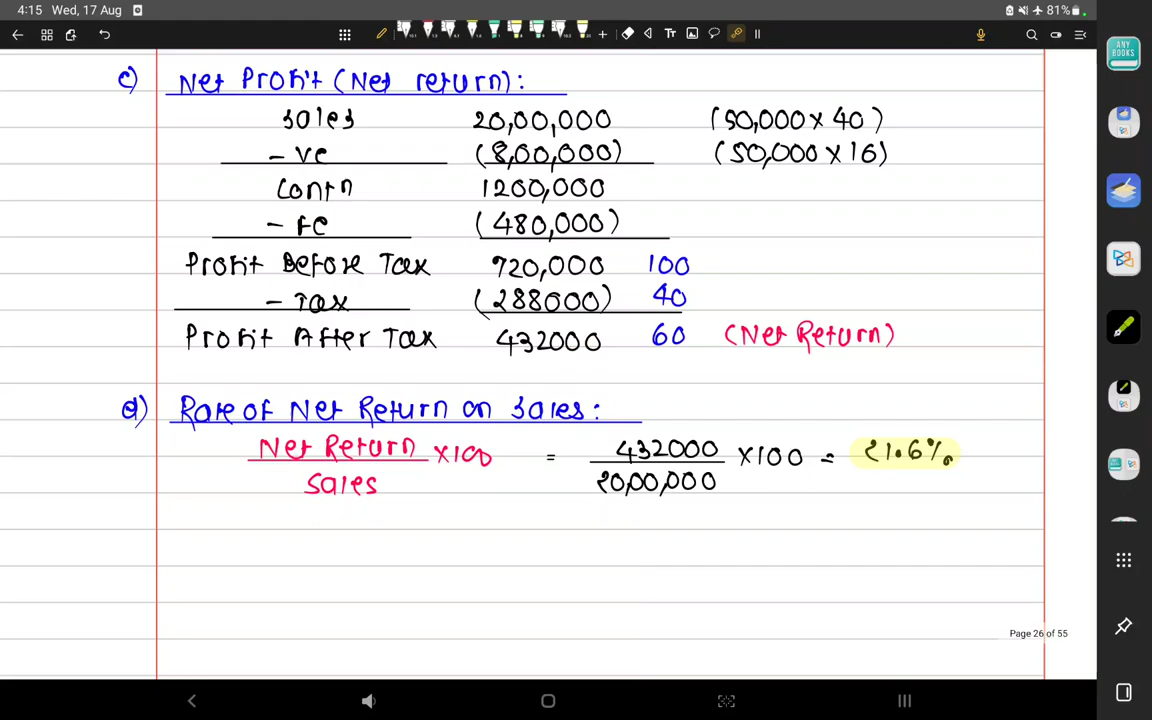 4:15 Wed, 17 Aug 81%
Tr
c) Net Profit (Net return):
Sales 20,00,000 (50,000 x 40)
- VC (8,00,000) (50,000 x 16)
Contn 1200,000
- FC (480,000)
Profit Before Tax 720,000 100
- Tax (288000) 40
Profit After Tax 432000 60 (Net Return)
d) Rate of Net Return on Sales:
Net Return / Sales x100 = 432000 / 20,00,000 x100 = 21.6%
Page 26 of 55
ANY BOOKS